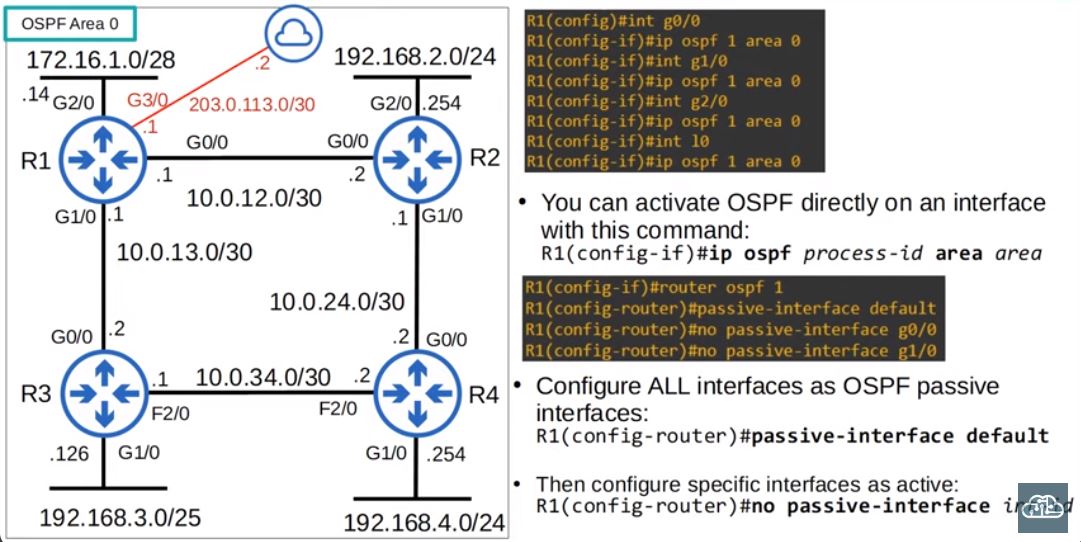 OSPF Area 0
172.16.1.0/28
192.168.2.0/24
.2
.14
G2/0
G3/0
203.0.113.0/30
G2/0
.254
.1
R1
G0/0
G0/0
R2
.1
.2
10.0.12.0/30
G1/0
.1
.1
G1/0
10.0.13.0/30
10.0.24.0/30
G0/0
.2
.2
G0/0
R3
.1
10.0.34.0/30
.2
R4
F2/0
F2/0
.126
G1/0
G1/0
.254
192.168.3.0/25
192.168.4.0/24
R1(config)#int g0/0
R1(config-if)#ip ospf 1 area 0
R1(config-if)#int g1/0
R1(config-if)#ip ospf 1 area 0
R1(config-if)#int g2/0
R1(config-if)#ip ospf 1 area 0
R1(config-if)#int l0
R1(config-if)#ip ospf 1 area 0
• You can activate OSPF directly on an interface
with this command:
R1(config-if)#ip ospf process-id area area
R1(config-if)#router ospf 1
R1(config-router)#passive-interface default
R1(config-router)#no passive-interface g0/0
R1(config-router)#no passive-interface g1/0
• Configure ALL interfaces as OSPF passive
interfaces:
R1(config-router)#passive-interface default
• Then configure specific interfaces as active:
R1(config-router)#no passive-interface